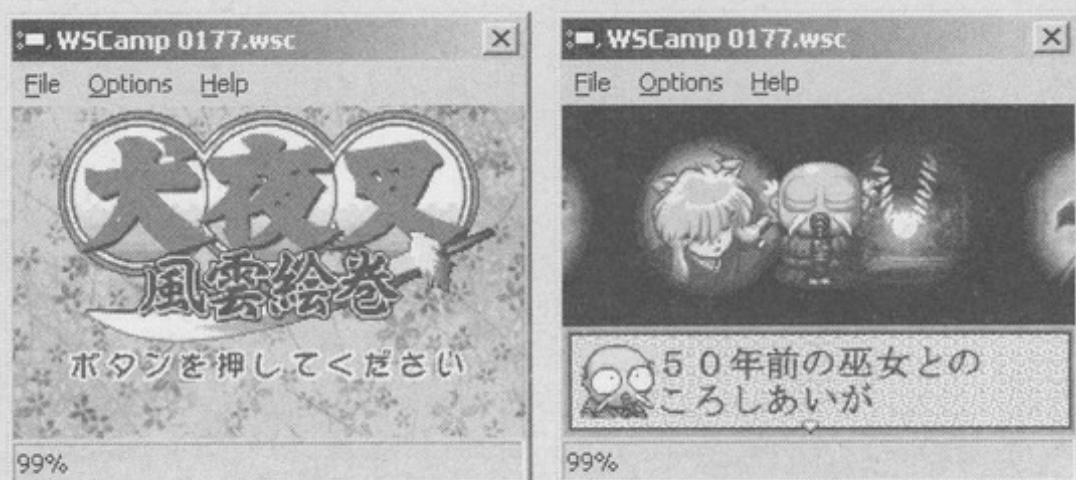 WSCamp 0177.wsc
File Options Help
犬夜叉
風雲絵巻
ボタンを押してください
99%
WSCamp 0177.wsc
File Options Help
50年前の巫女との
ころしあいが
99%